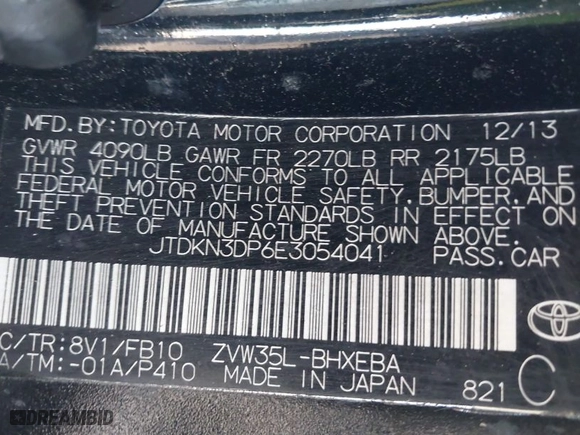 MFD.BY:TOYOTA MOTOR CORPORATION 12/13
GVWR 4090LB GAWR FR 2270LB RR 2175LB
THIS VEHICLE CONFORMS TO ALL APPLICABLE
FEDERAL MOTOR VEHICLE SAFETY,BUMPER,AND
THEFT PREVENTION STANDARDS IN EFFECT ON
THE DATE OF MANUFACTURE SHOWN ABOVE.
JTDKN3DP6E3054041 PASS.CAR
C/TR:8V1/FB10 ZVW35L-BHXEBA
A/TM:-01A/P410 MADE IN JAPAN 821 C
DREAMBID